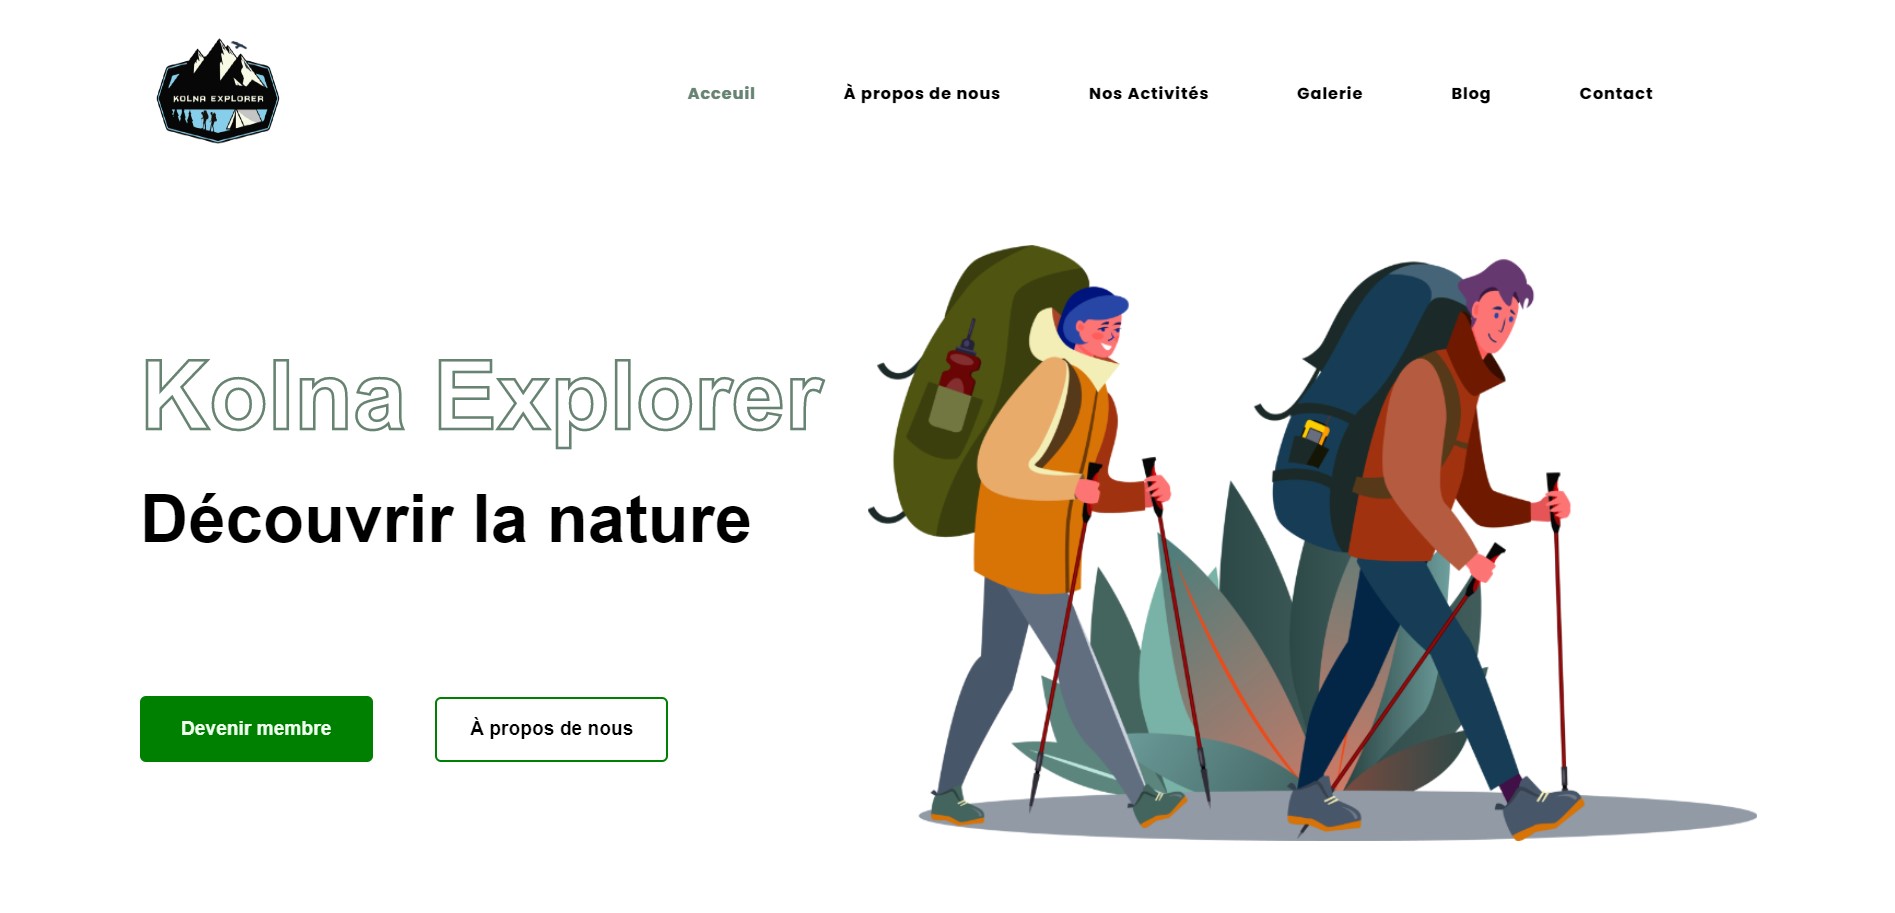 KOLNA EXPLORER
Acceuil À propos de nous Nos Activités Galerie Blog Contact
Kolna Explorer
Découvrir la nature
Devenir membre À propos de nous